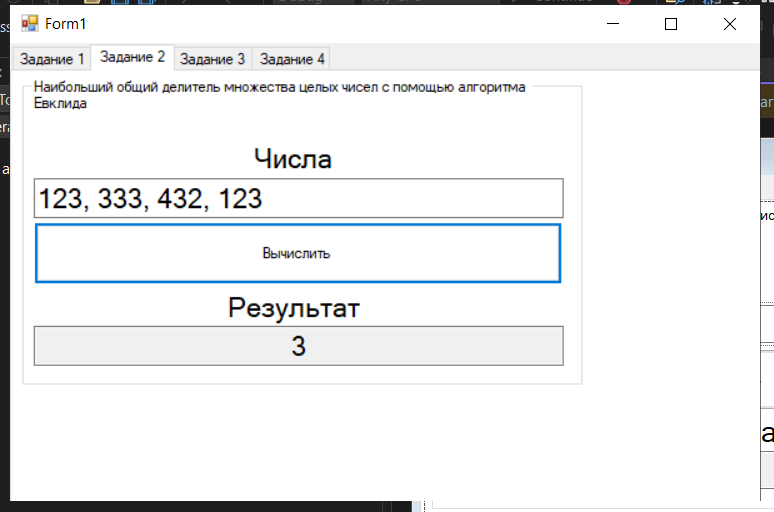 Form1
Задание 1 Задание 2 Задание 3 Задание 4
Наибольший общий делитель множества целых чисел с помощью алгоритма
Евклида
Числа
123, 333, 432, 123
Вычислить
Результат
3